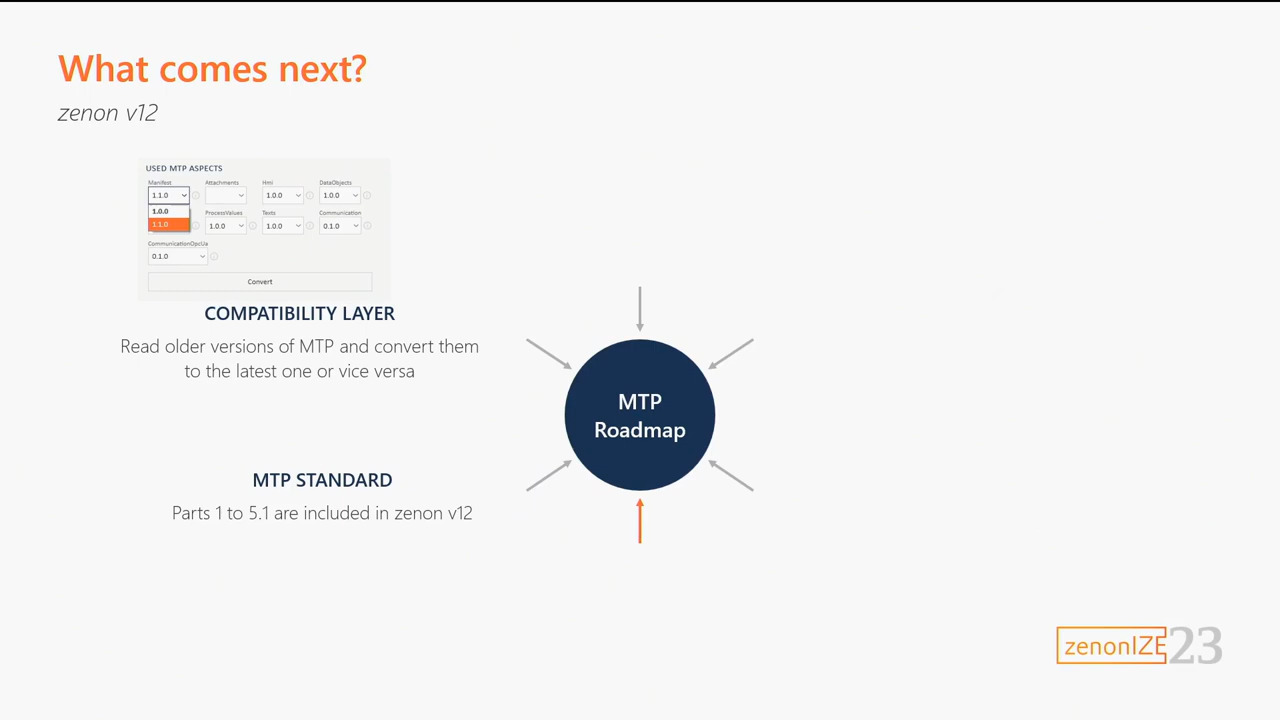 What comes next?
zenon v12
USED MTP ASPECTS
Manifest Attachments Hmi DataObjects
1.1.0 1.0.0 1.0.0
1.0.0
1.1.0
ProcessValues Texts Communication
1.0.0 1.0.0 0.1.0
CommunicationOpcUa
0.1.0
Convert
COMPATIBILITY LAYER
Read older versions of MTP and convert them
to the latest one or vice versa
MTP
Roadmap
MTP STANDARD
Parts 1 to 5.1 are included in zenon v12
zenonIZE23